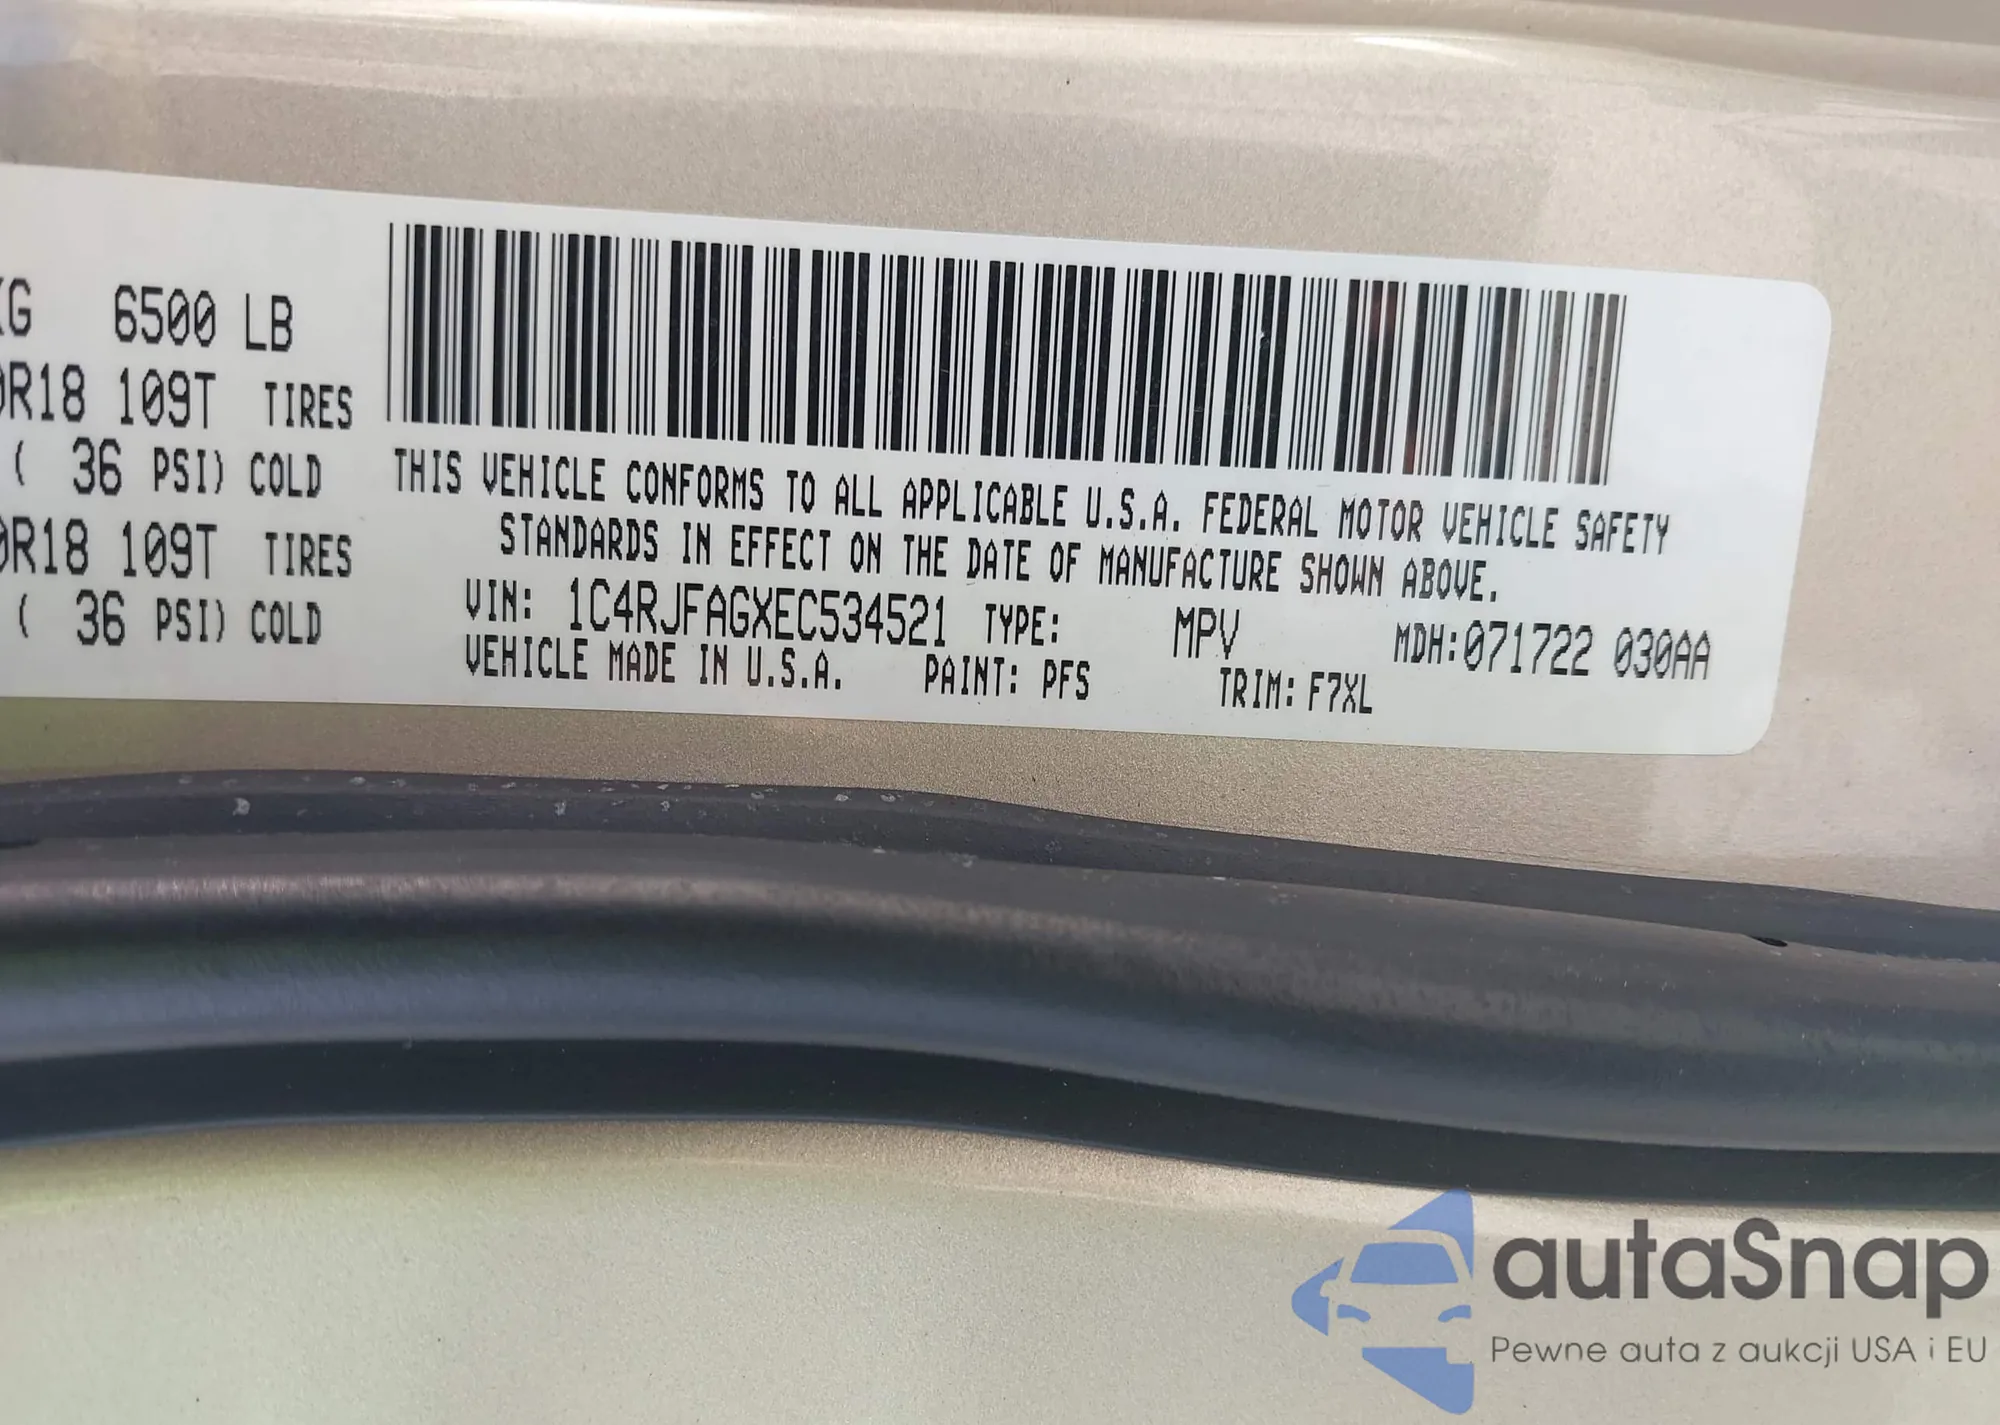 KG 6500 LB
0R18 109T TIRES
( 36 PSI) COLD
0R18 109T TIRES
( 36 PSI) COLD
THIS VEHICLE CONFORMS TO ALL APPLICABLE U.S.A. FEDERAL MOTOR VEHICLE SAFETY
STANDARDS IN EFFECT ON THE DATE OF MANUFACTURE SHOWN ABOVE.
VIN: 1C4RJFAGXEC534521 TYPE: MPV MDH:071722 030AA
VEHICLE MADE IN U.S.A. PAINT: PFS TRIM: F7XL
autaSnap
Pewne auta z aukcji USA i EU